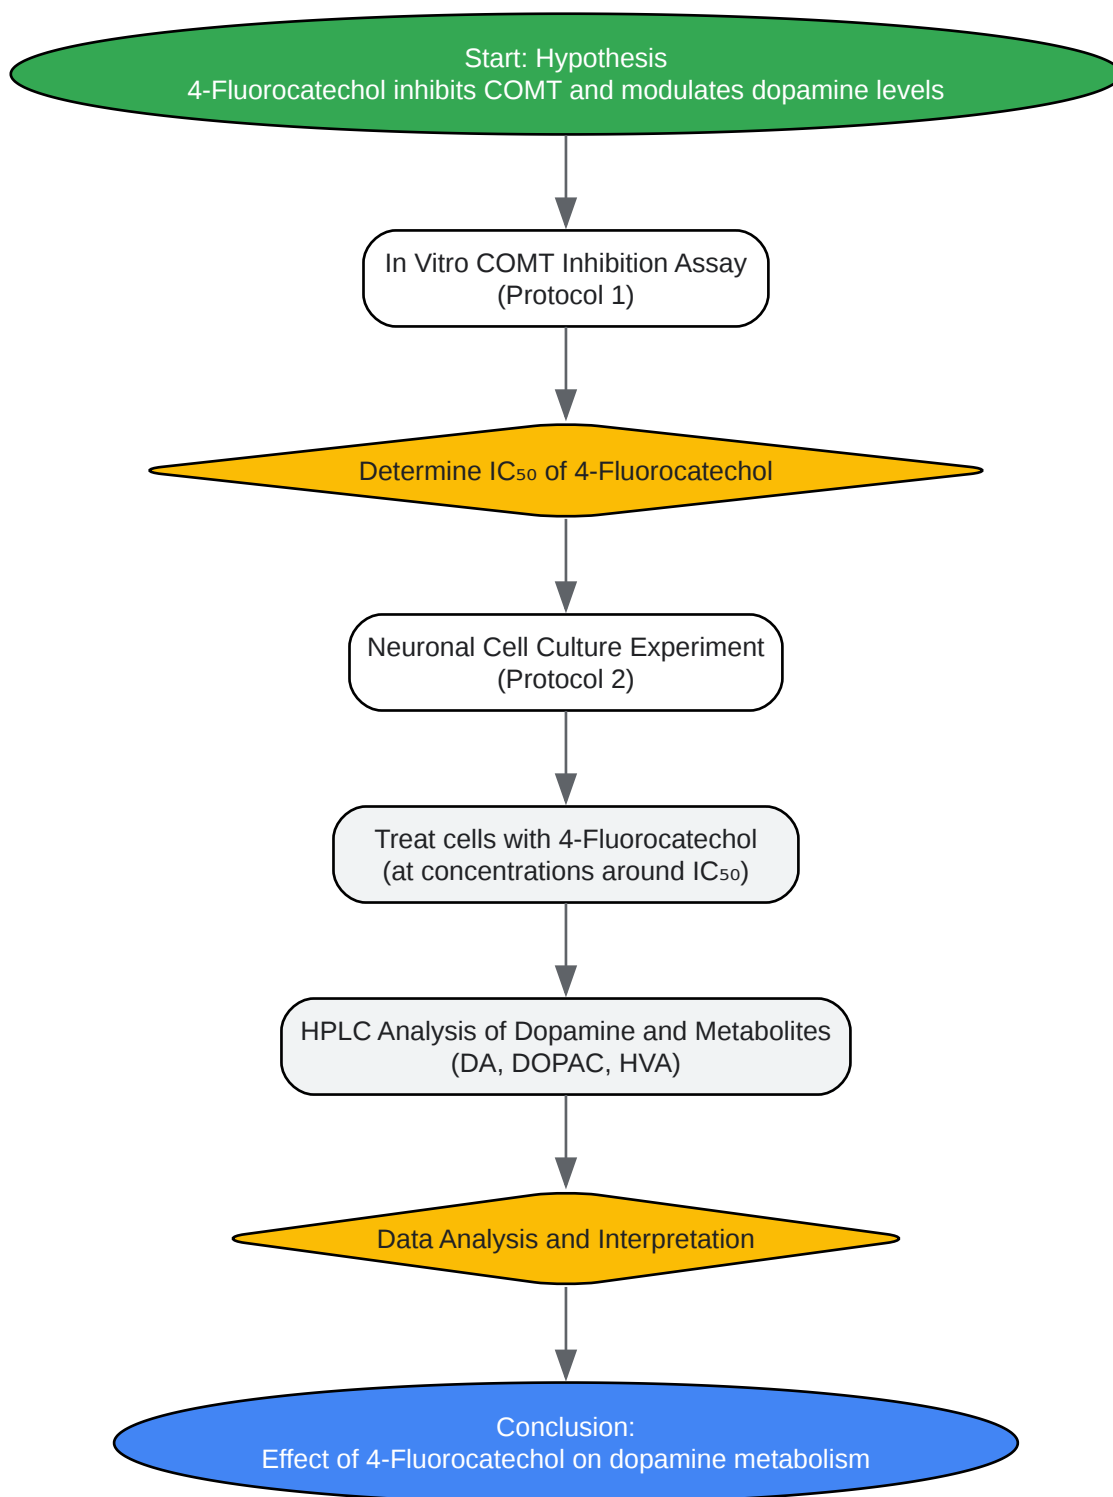 Start: Hypothesis
4-Fluorocatechol inhibits COMT and modulates dopamine levels
In Vitro COMT Inhibition Assay
(Protocol 1)
Determine IC₅₀ of 4-Fluorocatechol
Neuronal Cell Culture Experiment
(Protocol 2)
Treat cells with 4-Fluorocatechol
(at concentrations around IC₅₀)
HPLC Analysis of Dopamine and Metabolites
(DA, DOPAC, HVA)
Data Analysis and Interpretation
Conclusion:
Effect of 4-Fluorocatechol on dopamine metabolism